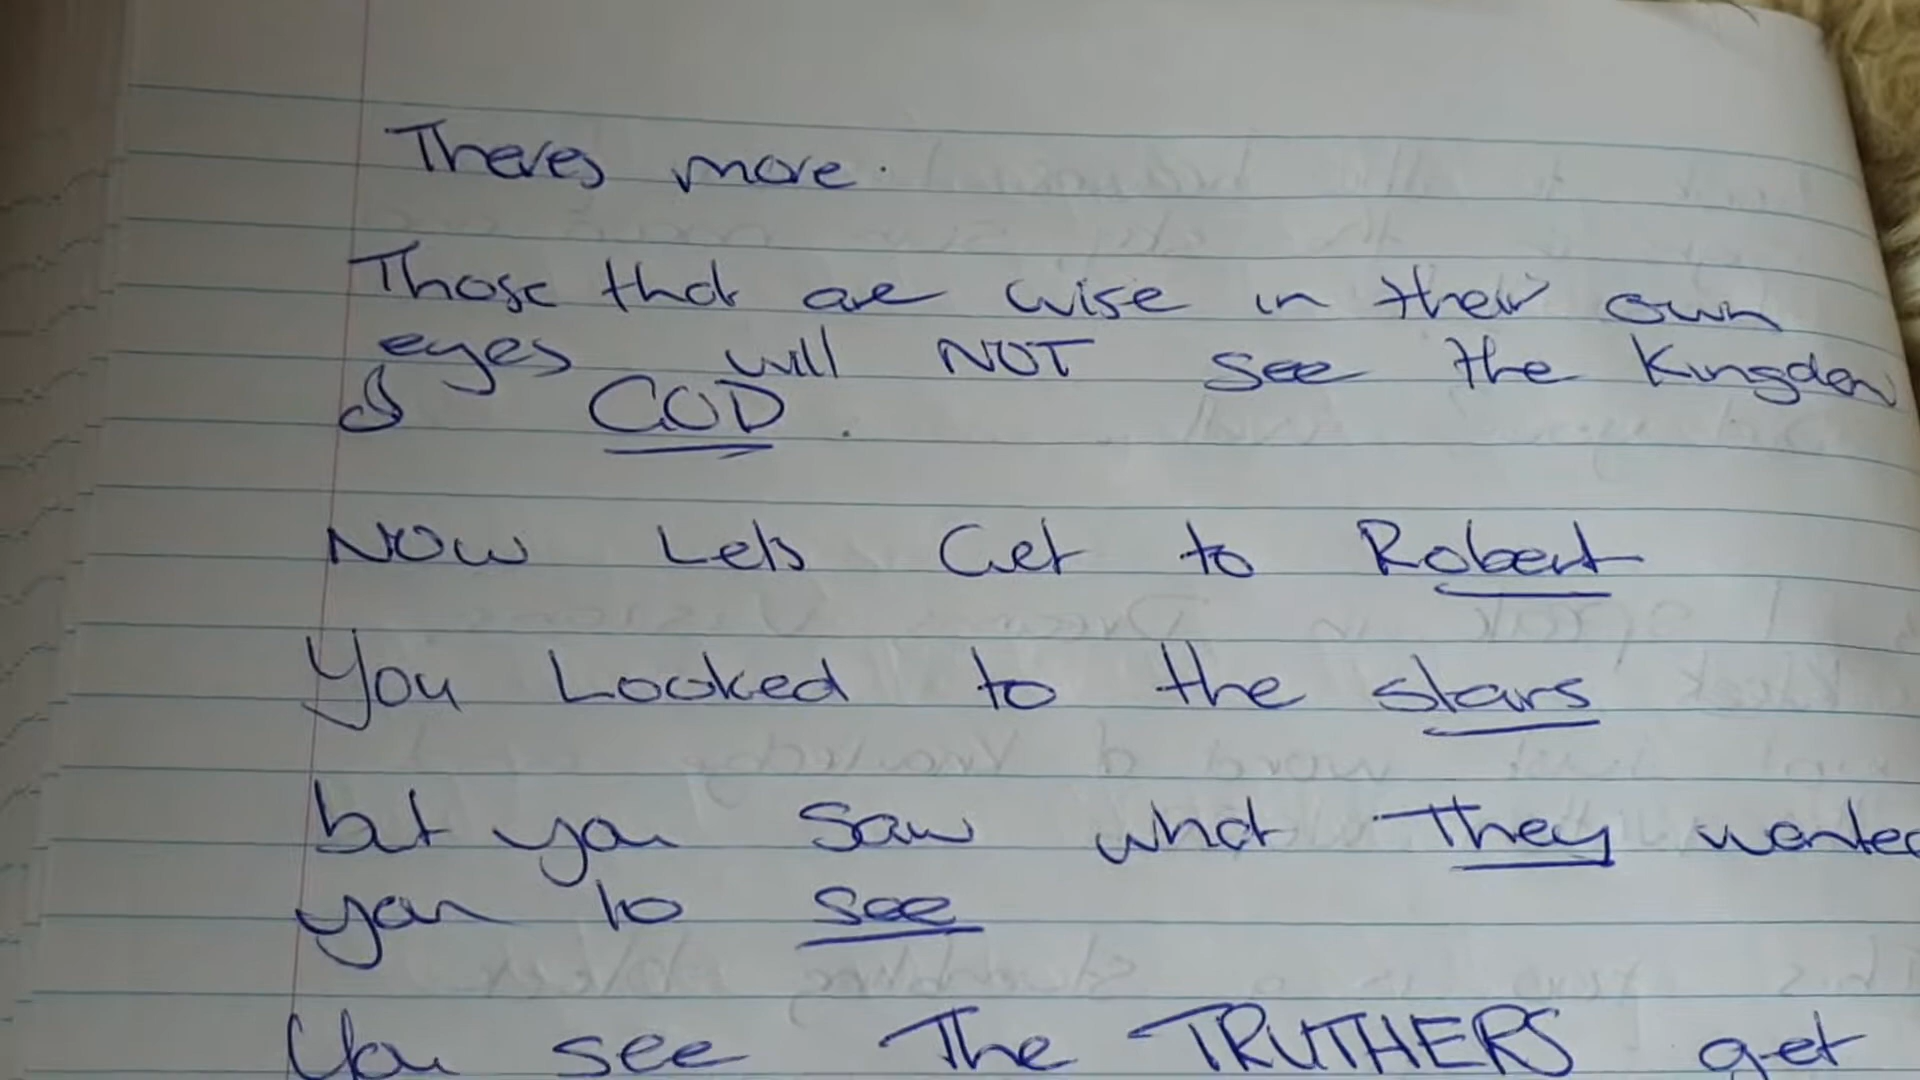 Theres more.
Those that are wise in their own
eyes will NOT see the Kingdom
of GOD.
NOW Lets Get to Robert
You Looked to the stars
but you saw what They wanted
you to see
You see The TRUTHERS get